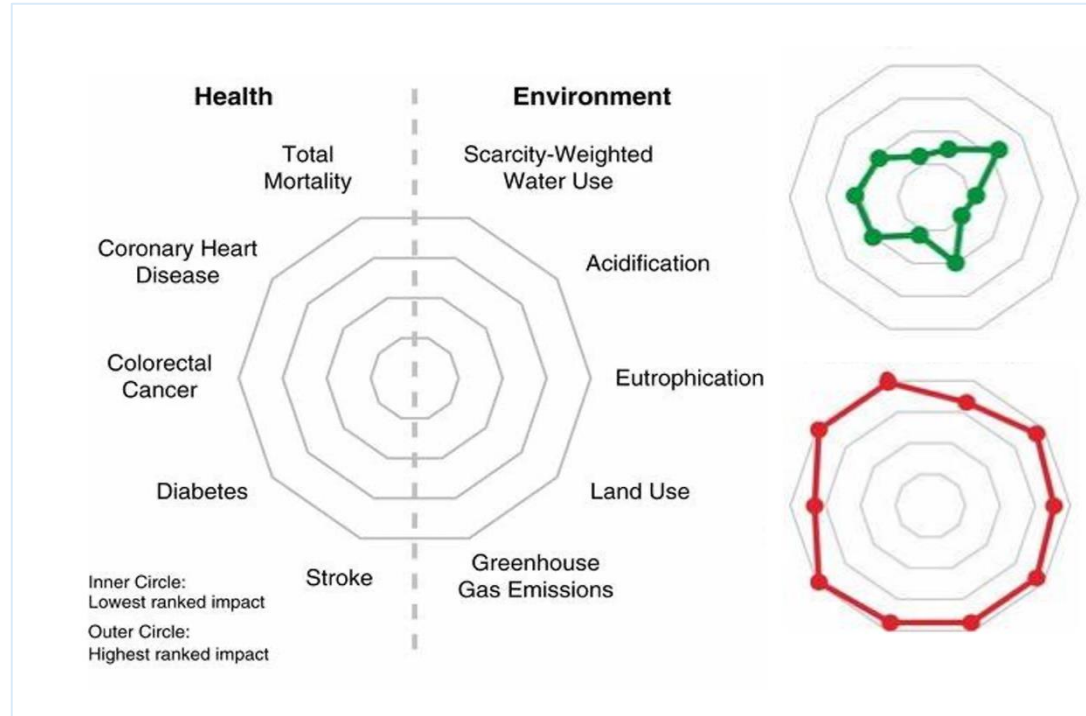 Health
Environment
Total
Mortality
Scarcity-Weighted
Water Use
Coronary Heart
Disease
Acidification
Colorectal
Cancer
Eutrophication
Diabetes
Land Use
Stroke
Greenhouse
Gas Emissions
Inner Circle:
Lowest ranked impact
Outer Circle:
Highest ranked impact